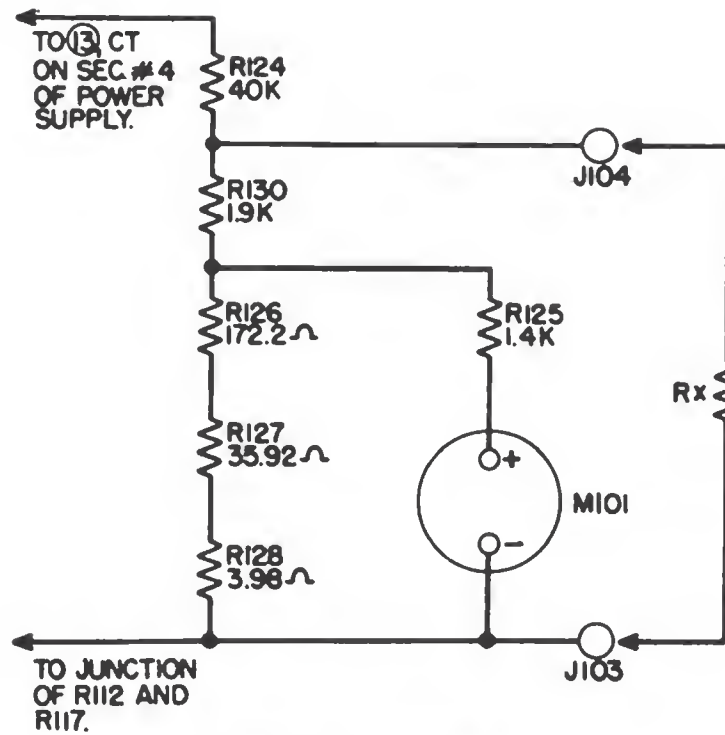 TO 13, CT
ON SEC. #4
OF POWER
SUPPLY.
R124
40K
J104
R130
1.9K
R126
172.2Ω
R125
1.4K
RX
R127
35.92Ω
+
M101
-
R128
3.98Ω
J103
TO JUNCTION
OF R112 AND
R117.